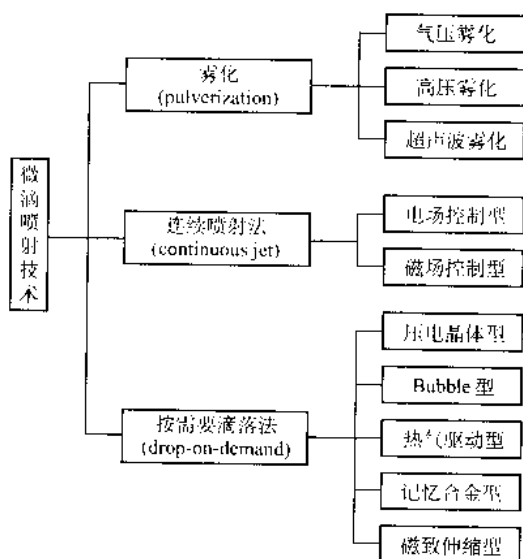 微滴喷射技术
雾化
(pulverization)
气压雾化
高压雾化
超声波雾化
连续喷射法
(continuous jet)
电场控制型
磁场控制型
按需要滴落法
(drop-on-demand)
压电晶体型
Bubble 型
热气驱动型
记忆合金型
磁致伸缩型